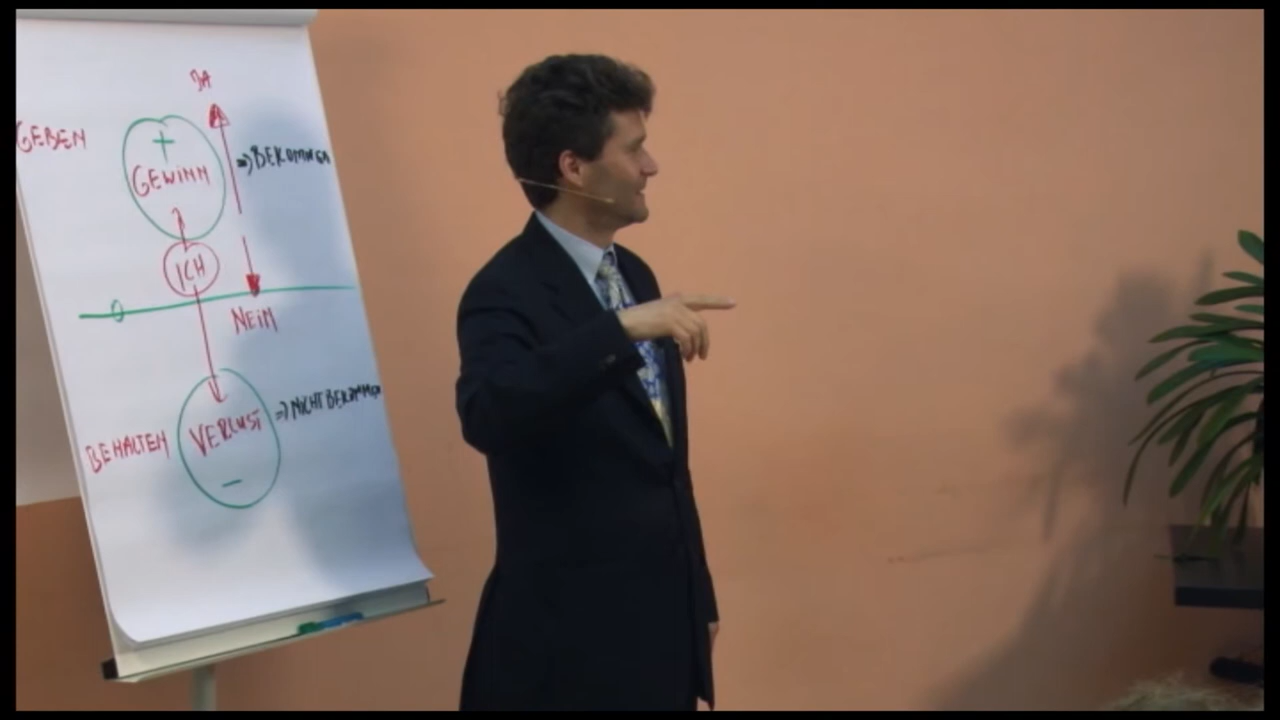 JA
GEBEN
+
GEWINN
=> BEKOMMEN
ICH
0
NEIN
BEHALTEN
VERLUST
=> NICHT BEKOMMEN
-